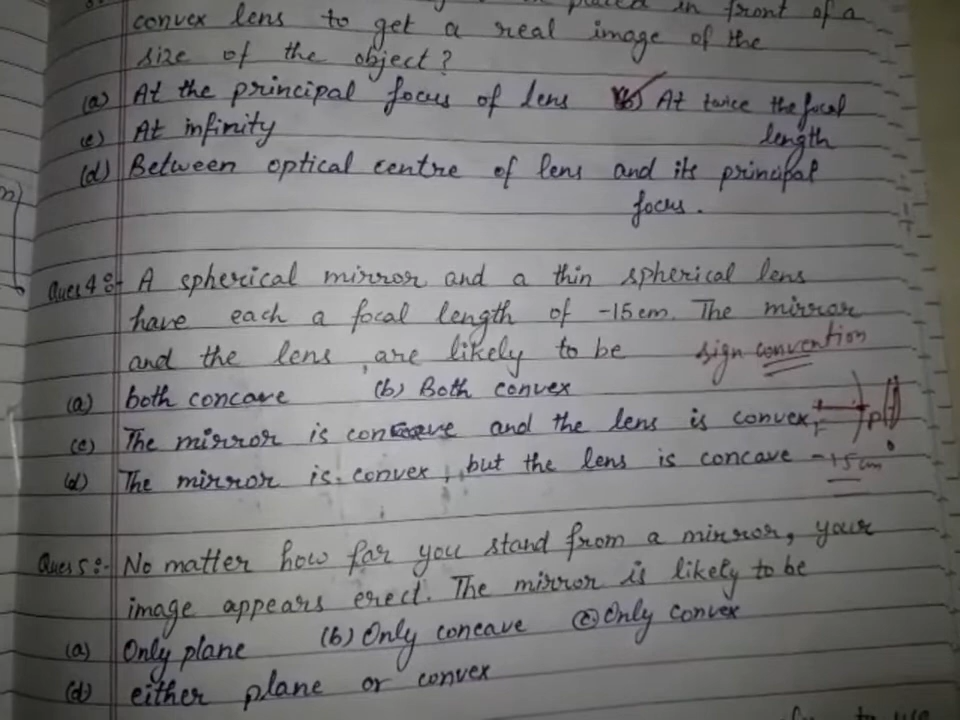 placed in front of a
convex lens to get a real image of the
size of the object?
(a) At the principal focus of lens (b) At twice the focal
length
(c) At infinity
(d) Between optical centre of lens and its principal
focus.
Ques 4:- A spherical mirror and a thin spherical lens
have each a focal length of -15cm. The mirror
and the lens are likely to be
sign convention
(a) both concave (b) Both convex
(c) The mirror is concave and the lens is convex
P
(d) The mirror is convex, but the lens is concave
-15cm
Ques 5:- No matter how far you stand from a mirror, your
image appears erect. The mirror is likely to be
(a) Only plane (b) Only concave (c) Only convex
(d) either plane or convex